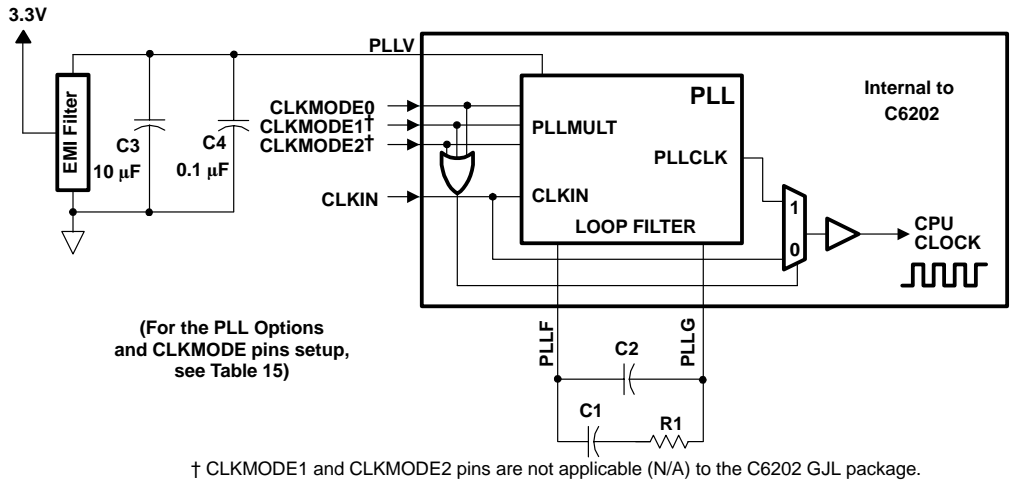 3.3V
PLLV
EMI Filter
C3
10 μF
C4
0.1 μF
CLKMODE0
CLKMODE1†
CLKMODE2†
CLKIN
PLL
PLLMULT
PLLCLK
CLKIN
LOOP FILTER
Internal to
C6202
1
0
CPU
CLOCK
(For the PLL Options
and CLKMODE pins setup,
see Table 15)
PLLF
PLLG
C2
C1
R1
† CLKMODE1 and CLKMODE2 pins are not applicable (N/A) to the C6202 GJL package.